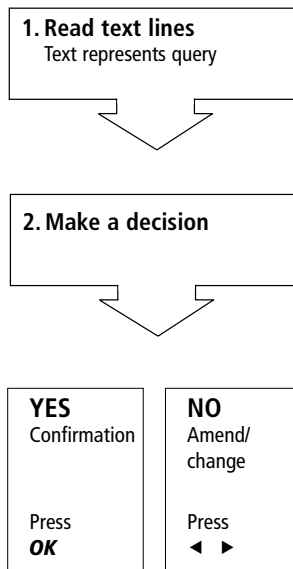 1. Read text lines
Text represents query
2. Make a decision
YES
Confirmation
Press
OK
NO
Amend/
change
Press
◄ ►